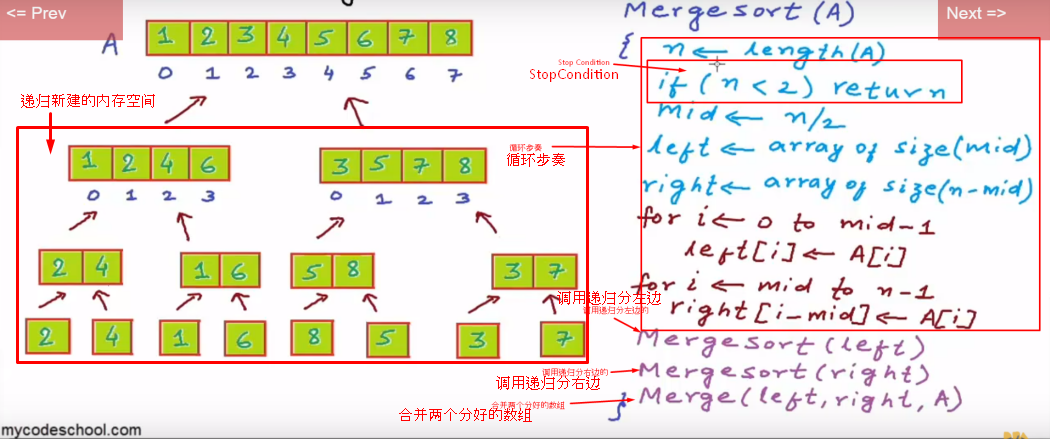 <= Prev
Next =>
A
1 2 3 4 5 6 7 8
0 1 2 3 4 5 6 7
递归新建的内存空间
1 2 4 6
3 5 7 8
0 1 2 3
0 1 2 3
2 4
1 6
5 8
3 7
2 4 1 6 8 5 3 7
Mergesort (A)
{
n ← length(A)
Stop Condition
StopCondition
if (n < 2) return
mid ← n/2
循环步奏
循环步奏
left ← array of size(mid)
right ← array of size(n-mid)
for i ← 0 to mid-1
left[i] ← A[i]
for i ← mid to n-1
right[i-mid] ← A[i]
调用递归分左边
调用递归分左边的
Mergesort (left)
调用递归分右边的
调用递归分右边
Mergesort (right)
合并两个分好的数组
合并两个分好的数组
Merge(left, right, A)
}
mycodeschool.com